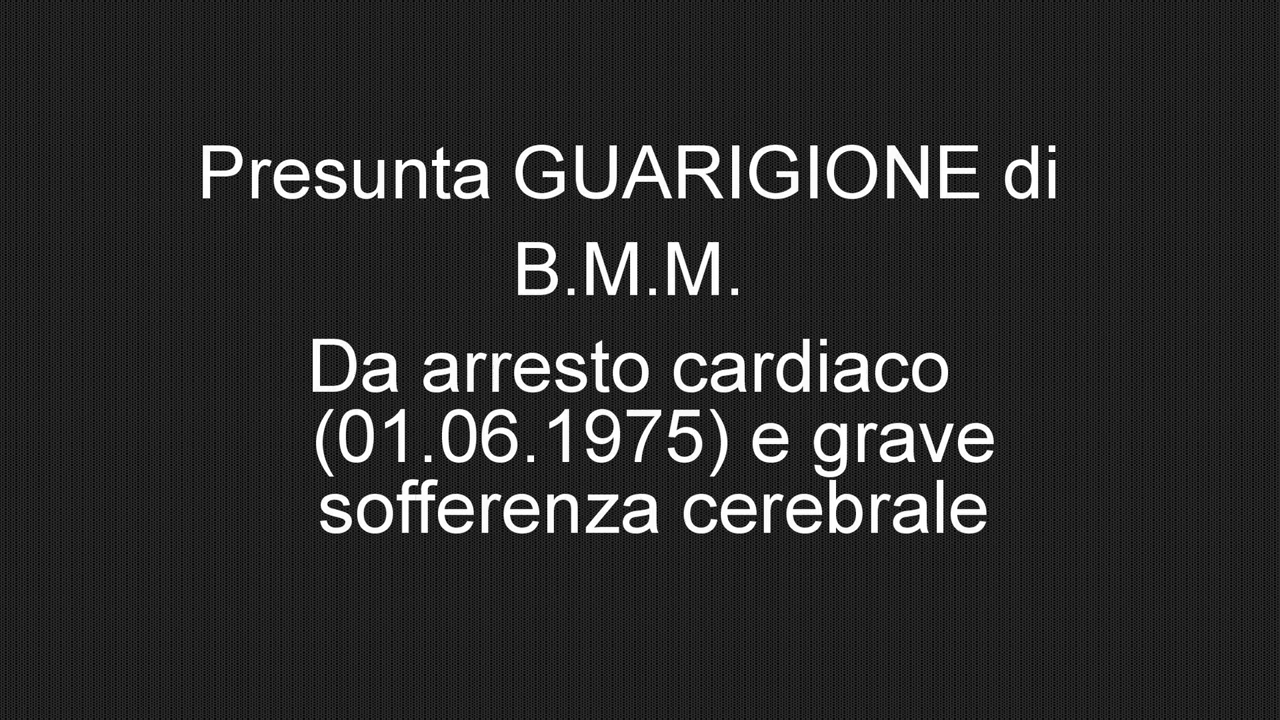 Presunta GUARIGIONE di
B.M.M.
Da arresto cardiaco
(01.06.1975) e grave
sofferenza cerebrale